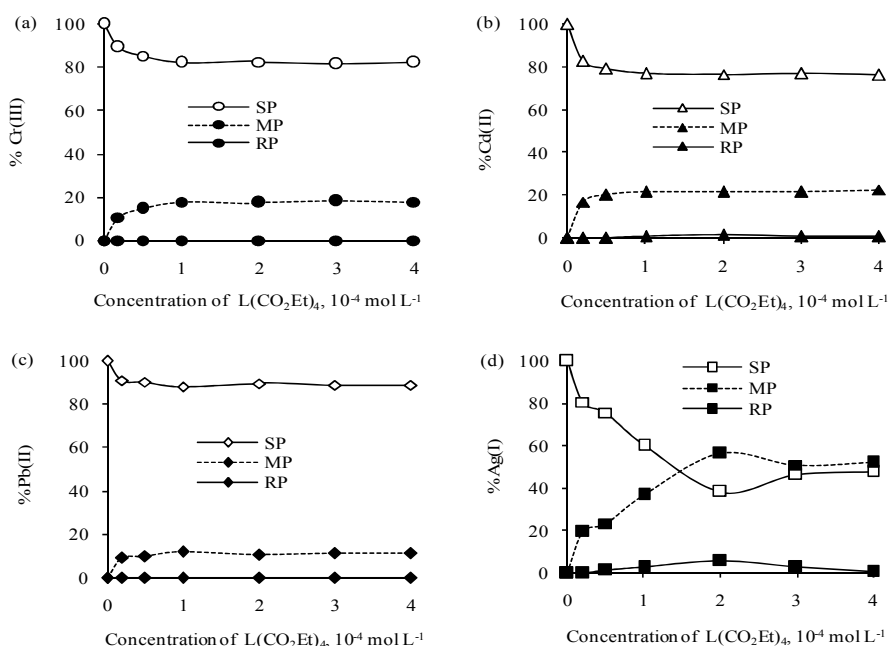 (a)
100
80
60
40
20
0
% Cr(III)
SP
MP
RP
0 1 2 3 4
Concentration of L(CO₂Et)₄, 10⁻⁴ mol L⁻¹
(b)
100
80
60
40
20
0
%Cd(II)
SP
MP
RP
0 1 2 3 4
Concentration of L(CO₂Et)₄, 10⁻⁴ mol L⁻¹
(c)
100
80
60
40
20
0
%Pb(II)
SP
MP
RP
0 1 2 3 4
Concentration of L(CO₂Et)₄, 10⁻⁴ mol L⁻¹
(d)
100
80
60
40
20
0
%Ag(I)
SP
MP
RP
0 1 2 3 4
Concentration of L(CO₂Et)₄, 10⁻⁴ mol L⁻¹